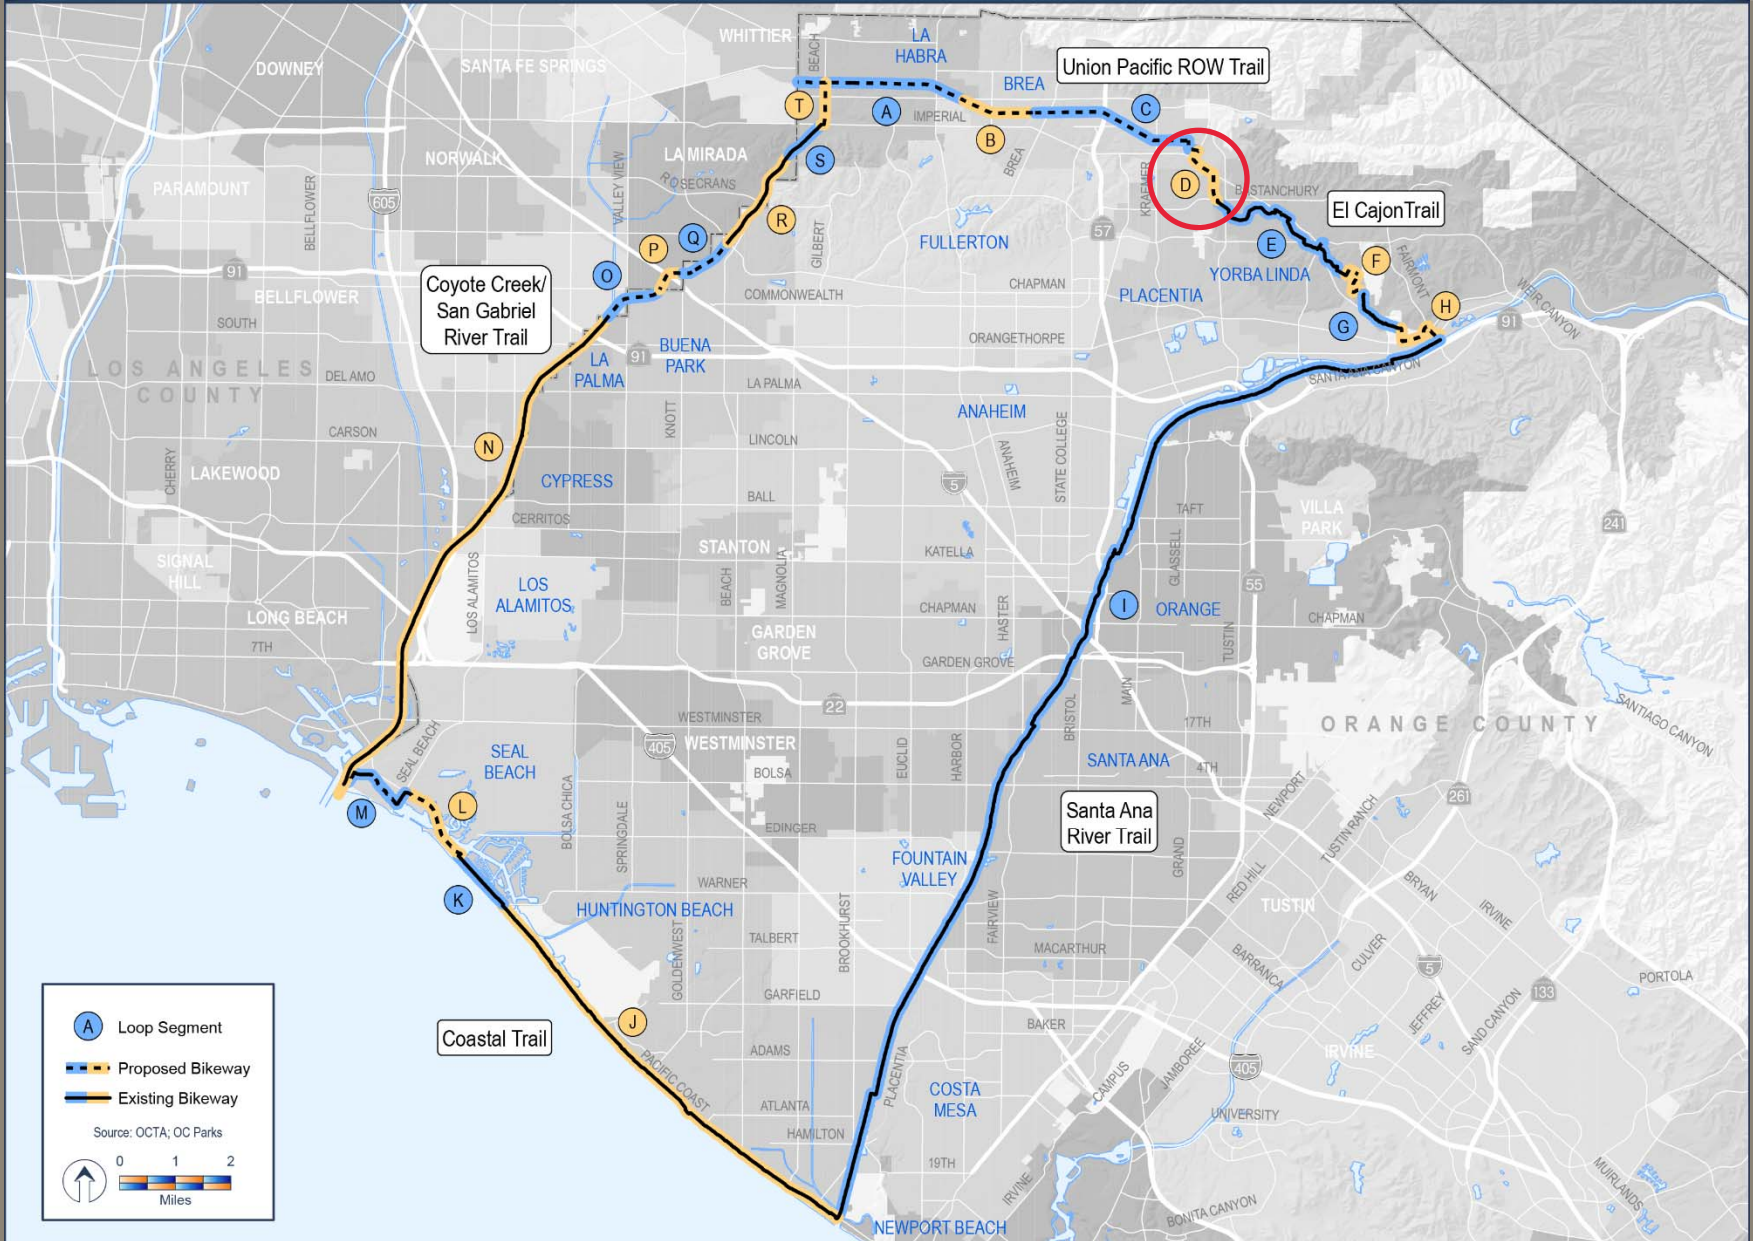 WHITTIER
LA
HABRA
BEACH
DOWNEY
SANTA FE SPRINGS
Union Pacific ROW Trail
BREA
T
A
IMPERIAL
C
B
S
BREA
NORWALK
LA MIRADA
ROSECRANS
VALLEY VIEW
PARAMOUNT
BELLFLOWER
605
KRAEMER
D
BASTANCHURY
El Cajon Trail
R
GILBERT
FULLERTON
57
E
Q
P
O
F
FAIRMONT
YORBA LINDA
91
Coyote Creek/
San Gabriel
River Trail
BELLFLOWER
SOUTH
COMMONWEALTH
CHAPMAN
PLACENTIA
WEIR CANYON
H
G
91
ORANGETHORPE
LOS ANGELES
COUNTY
DEL AMO
LA
PALMA
91
BUENA
PARK
LA PALMA
SANTA ANA CANYON
ANAHEIM
CARSON
CHERRY
LAKEWOOD
N
KNOTT
LINCOLN
ANAHEIM
STATE COLLEGE
CYPRESS
BALL
5
CERRITOS
TAFT
VILLA
PARK
241
SIGNAL
HILL
LOS ALAMITOS
STANTON
KATELLA
GLASSELL
LOS
ALAMITOS
BEACH
MAGNOLIA
55
LONG BEACH
7TH
CHAPMAN
HASTER
I
ORANGE
CHAPMAN
GARDEN
GROVE
GARDEN GROVE
TUSTIN
22
BRISTOL
MAIN
17TH
ORANGE COUNTY
SANTIAGO CANYON
WESTMINSTER
405
WESTMINSTER
SEAL BEACH
SEAL
BEACH
EUCLID
HARBOR
SANTA ANA
4TH
BOLSA
BOLSA CHICA
M
L
SPRINGDALE
EDINGER
Santa Ana
River Trail
NEWPORT
261
TUSTIN RANCH
GRAND
RED HILL
FOUNTAIN
VALLEY
BRYAN
IRVINE
K
WARNER
HUNTINGTON BEACH
BROOKHURST
FAIRVIEW
TUSTIN
GOLDENWEST
TALBERT
MACARTHUR
BARRANCA
CULVER
5
PORTOLA
GARFIELD
133
JEFFREY
SAND CANYON
J
Coastal Trail
BAKER
ADAMS
PACIFIC COAST
PLACENTIA
CAMPUS
JAMBOREE
405
IRVINE
COSTA
MESA
ATLANTA
HAMILTON
UNIVERSITY
19TH
IRVINE
BONITA CANYON
MUIRLANDS
NEWPORT BEACH
A Loop Segment
Proposed Bikeway
Existing Bikeway
Source: OCTA; OC Parks
0 1 2
Miles